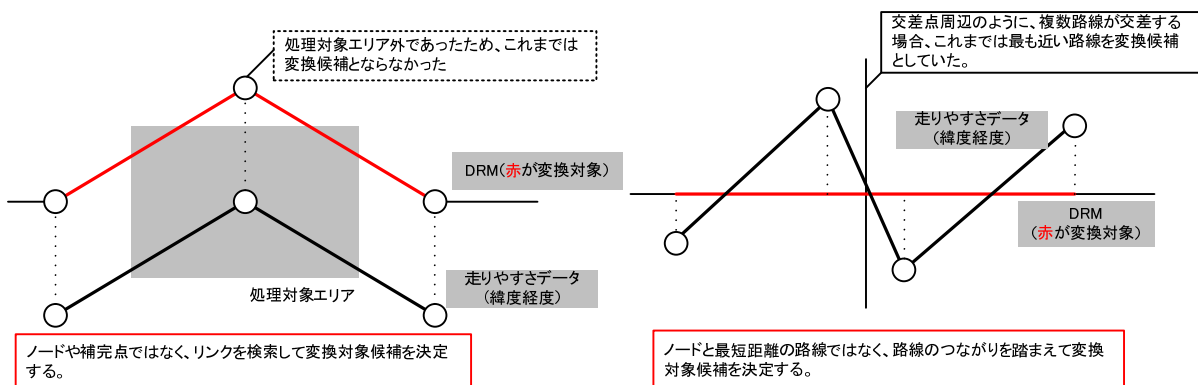 処理対象エリア外であったため、これまでは
変換候補とならなかった
DRM(赤が変換対象)
走りやすさデータ
(緯度経度)
処理対象エリア
ノードや補完点ではなく、リンクを検索して変換対象候補を決定
する。
交差点周辺のように、複数路線が交差する
場合、これまでは最も近い路線を変換候補
としていた。
走りやすさデータ
(緯度経度)
DRM
(赤が変換対象)
ノードと最短距離の路線ではなく、路線のつながりを踏まえて変換
対象候補を決定する。